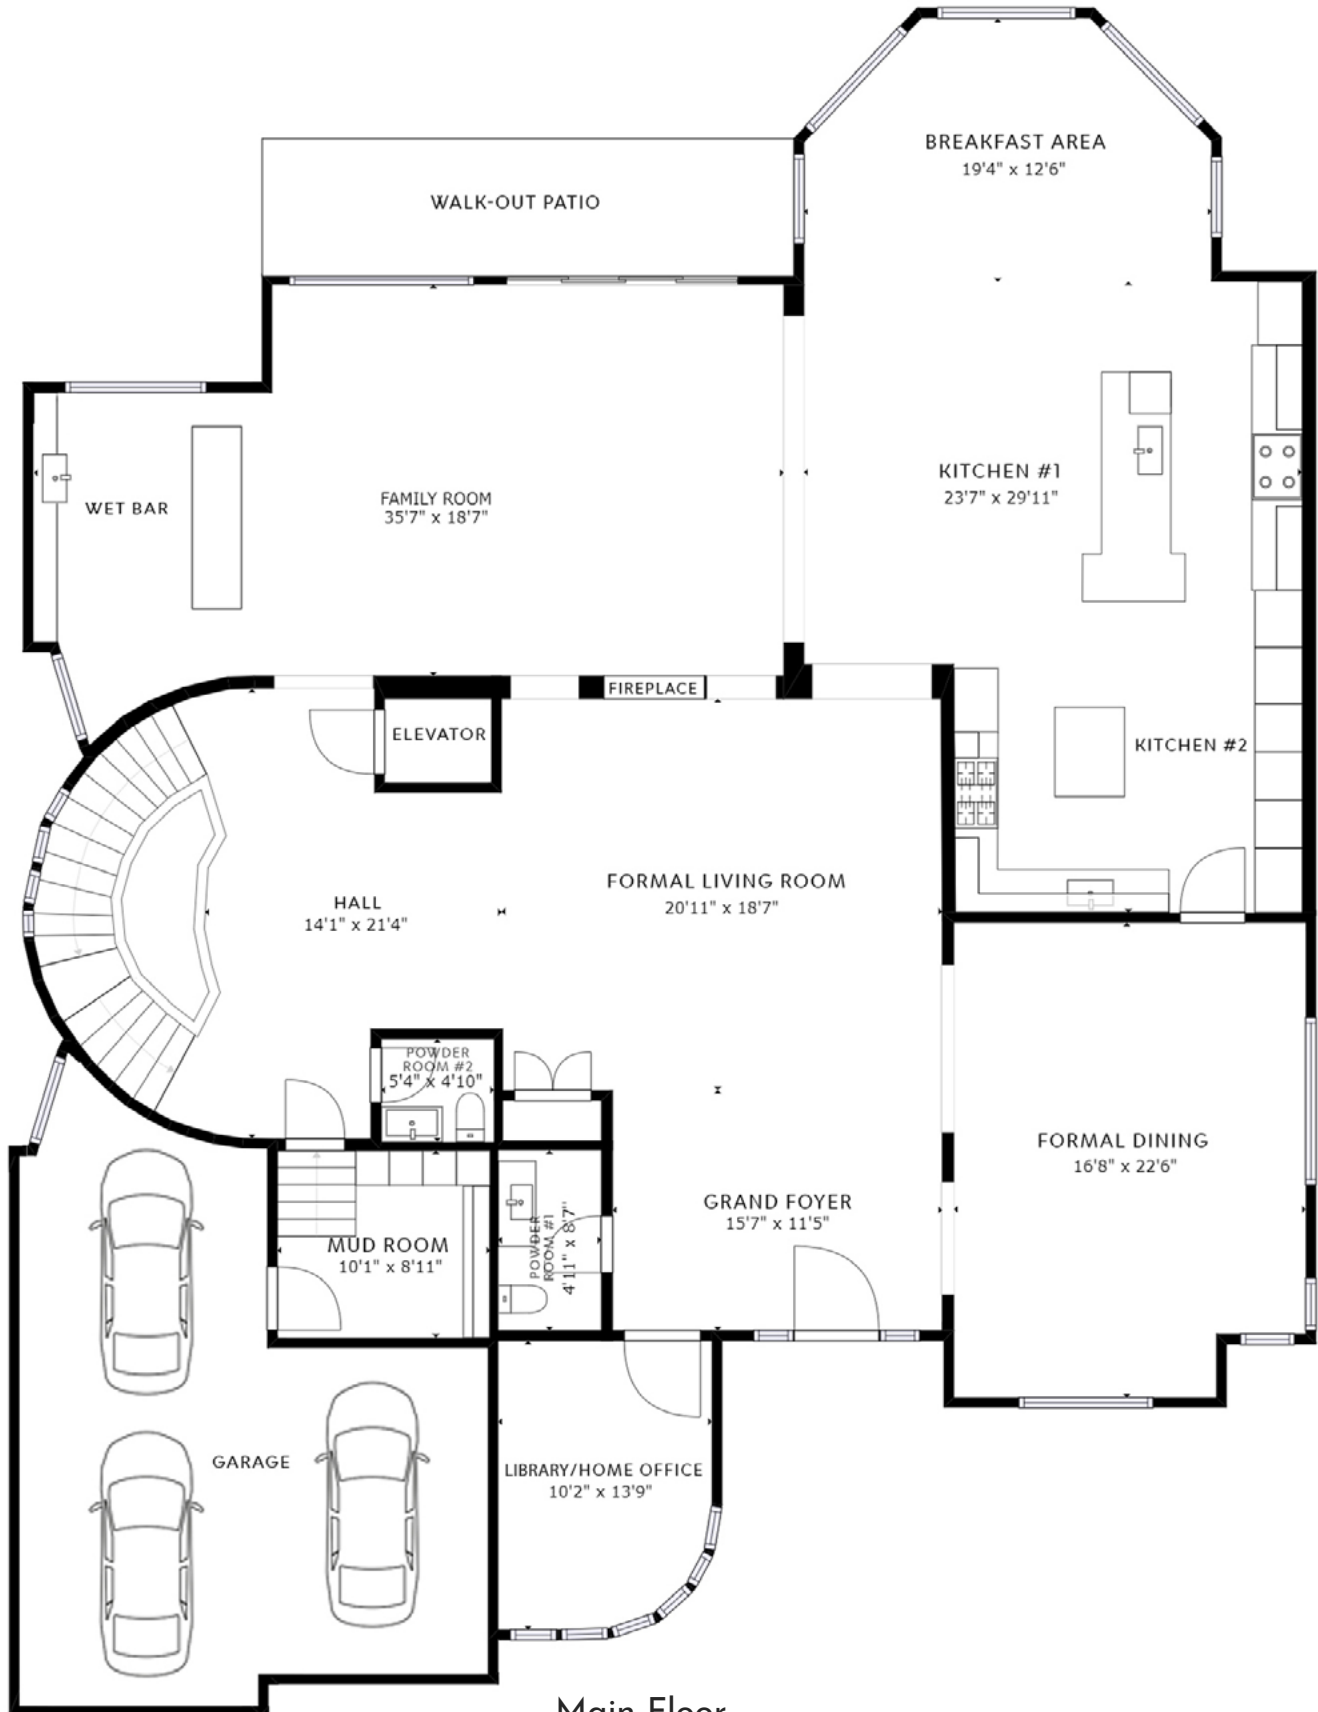 BREAKFAST AREA
19'4" x 12'6"
WALK-OUT PATIO
KITCHEN #1
23'7" x 29'11"
FAMILY ROOM
35'7" x 18'7"
WET BAR
FIREPLACE
ELEVATOR
KITCHEN #2
FORMAL LIVING ROOM
20'11" x 18'7"
HALL
14'1" x 21'4"
POWDER
ROOM #2
5'4" x 4'10"
FORMAL DINING
16'8" x 22'6"
GRAND FOYER
15'7" x 11'5"
POWDER
ROOM #1
4'11" x 8'7"
MUD ROOM
10'1" x 8'11"
GARAGE
LIBRARY/HOME OFFICE
10'2" x 13'9"
Main Floor